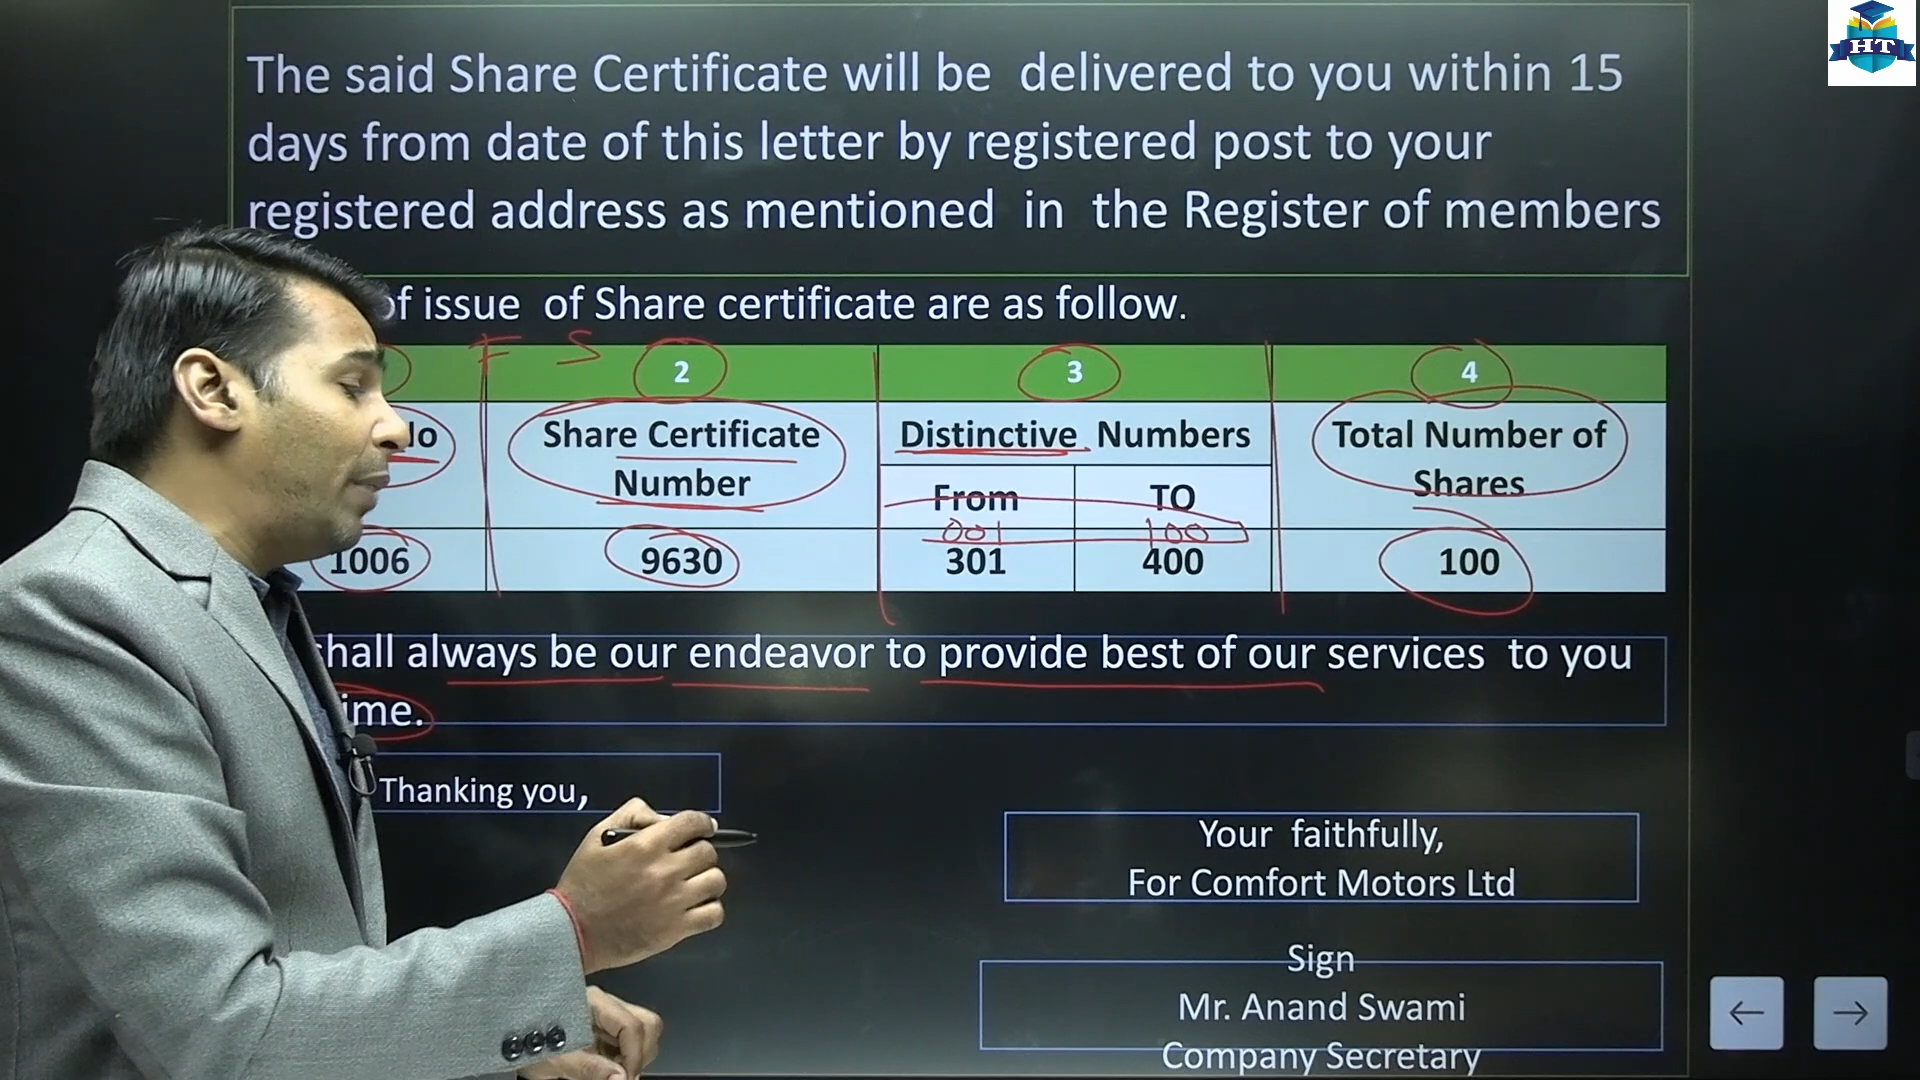 HT
The said Share Certificate will be delivered to you within 15
days from date of this letter by registered post to your
registered address as mentioned in the Register of members
of issue of Share certificate are as follow.
F S
2 3 4
Share Certificate Number
Distinctive Numbers
Total Number of Shares
From TO
001 100
1006 9630 301 400 100
shall always be our endeavor to provide best of our services to you
ime.
Thanking you,
Your faithfully,
For Comfort Motors Ltd
Sign
Mr. Anand Swami
Company Secretary